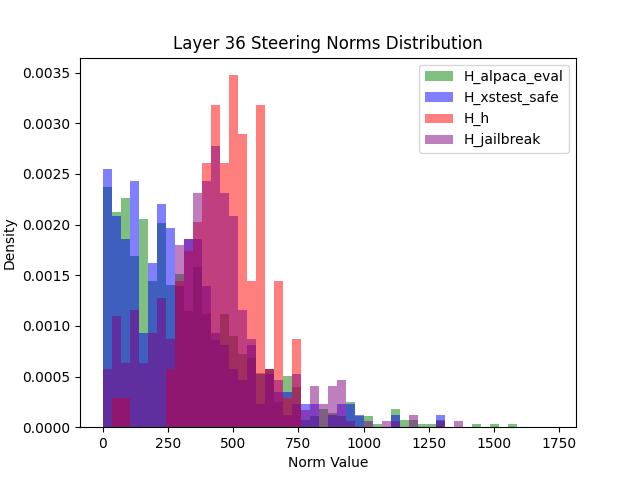 Layer 36 Steering Norms Distribution
H_alpaca_eval
H_xstest_safe
H_h
H_jailbreak
0.0035
0.0030
0.0025
0.0020
0.0015
0.0010
0.0005
0.0000
Density
0 250 500 750 1000 1250 1500 1750
Norm Value